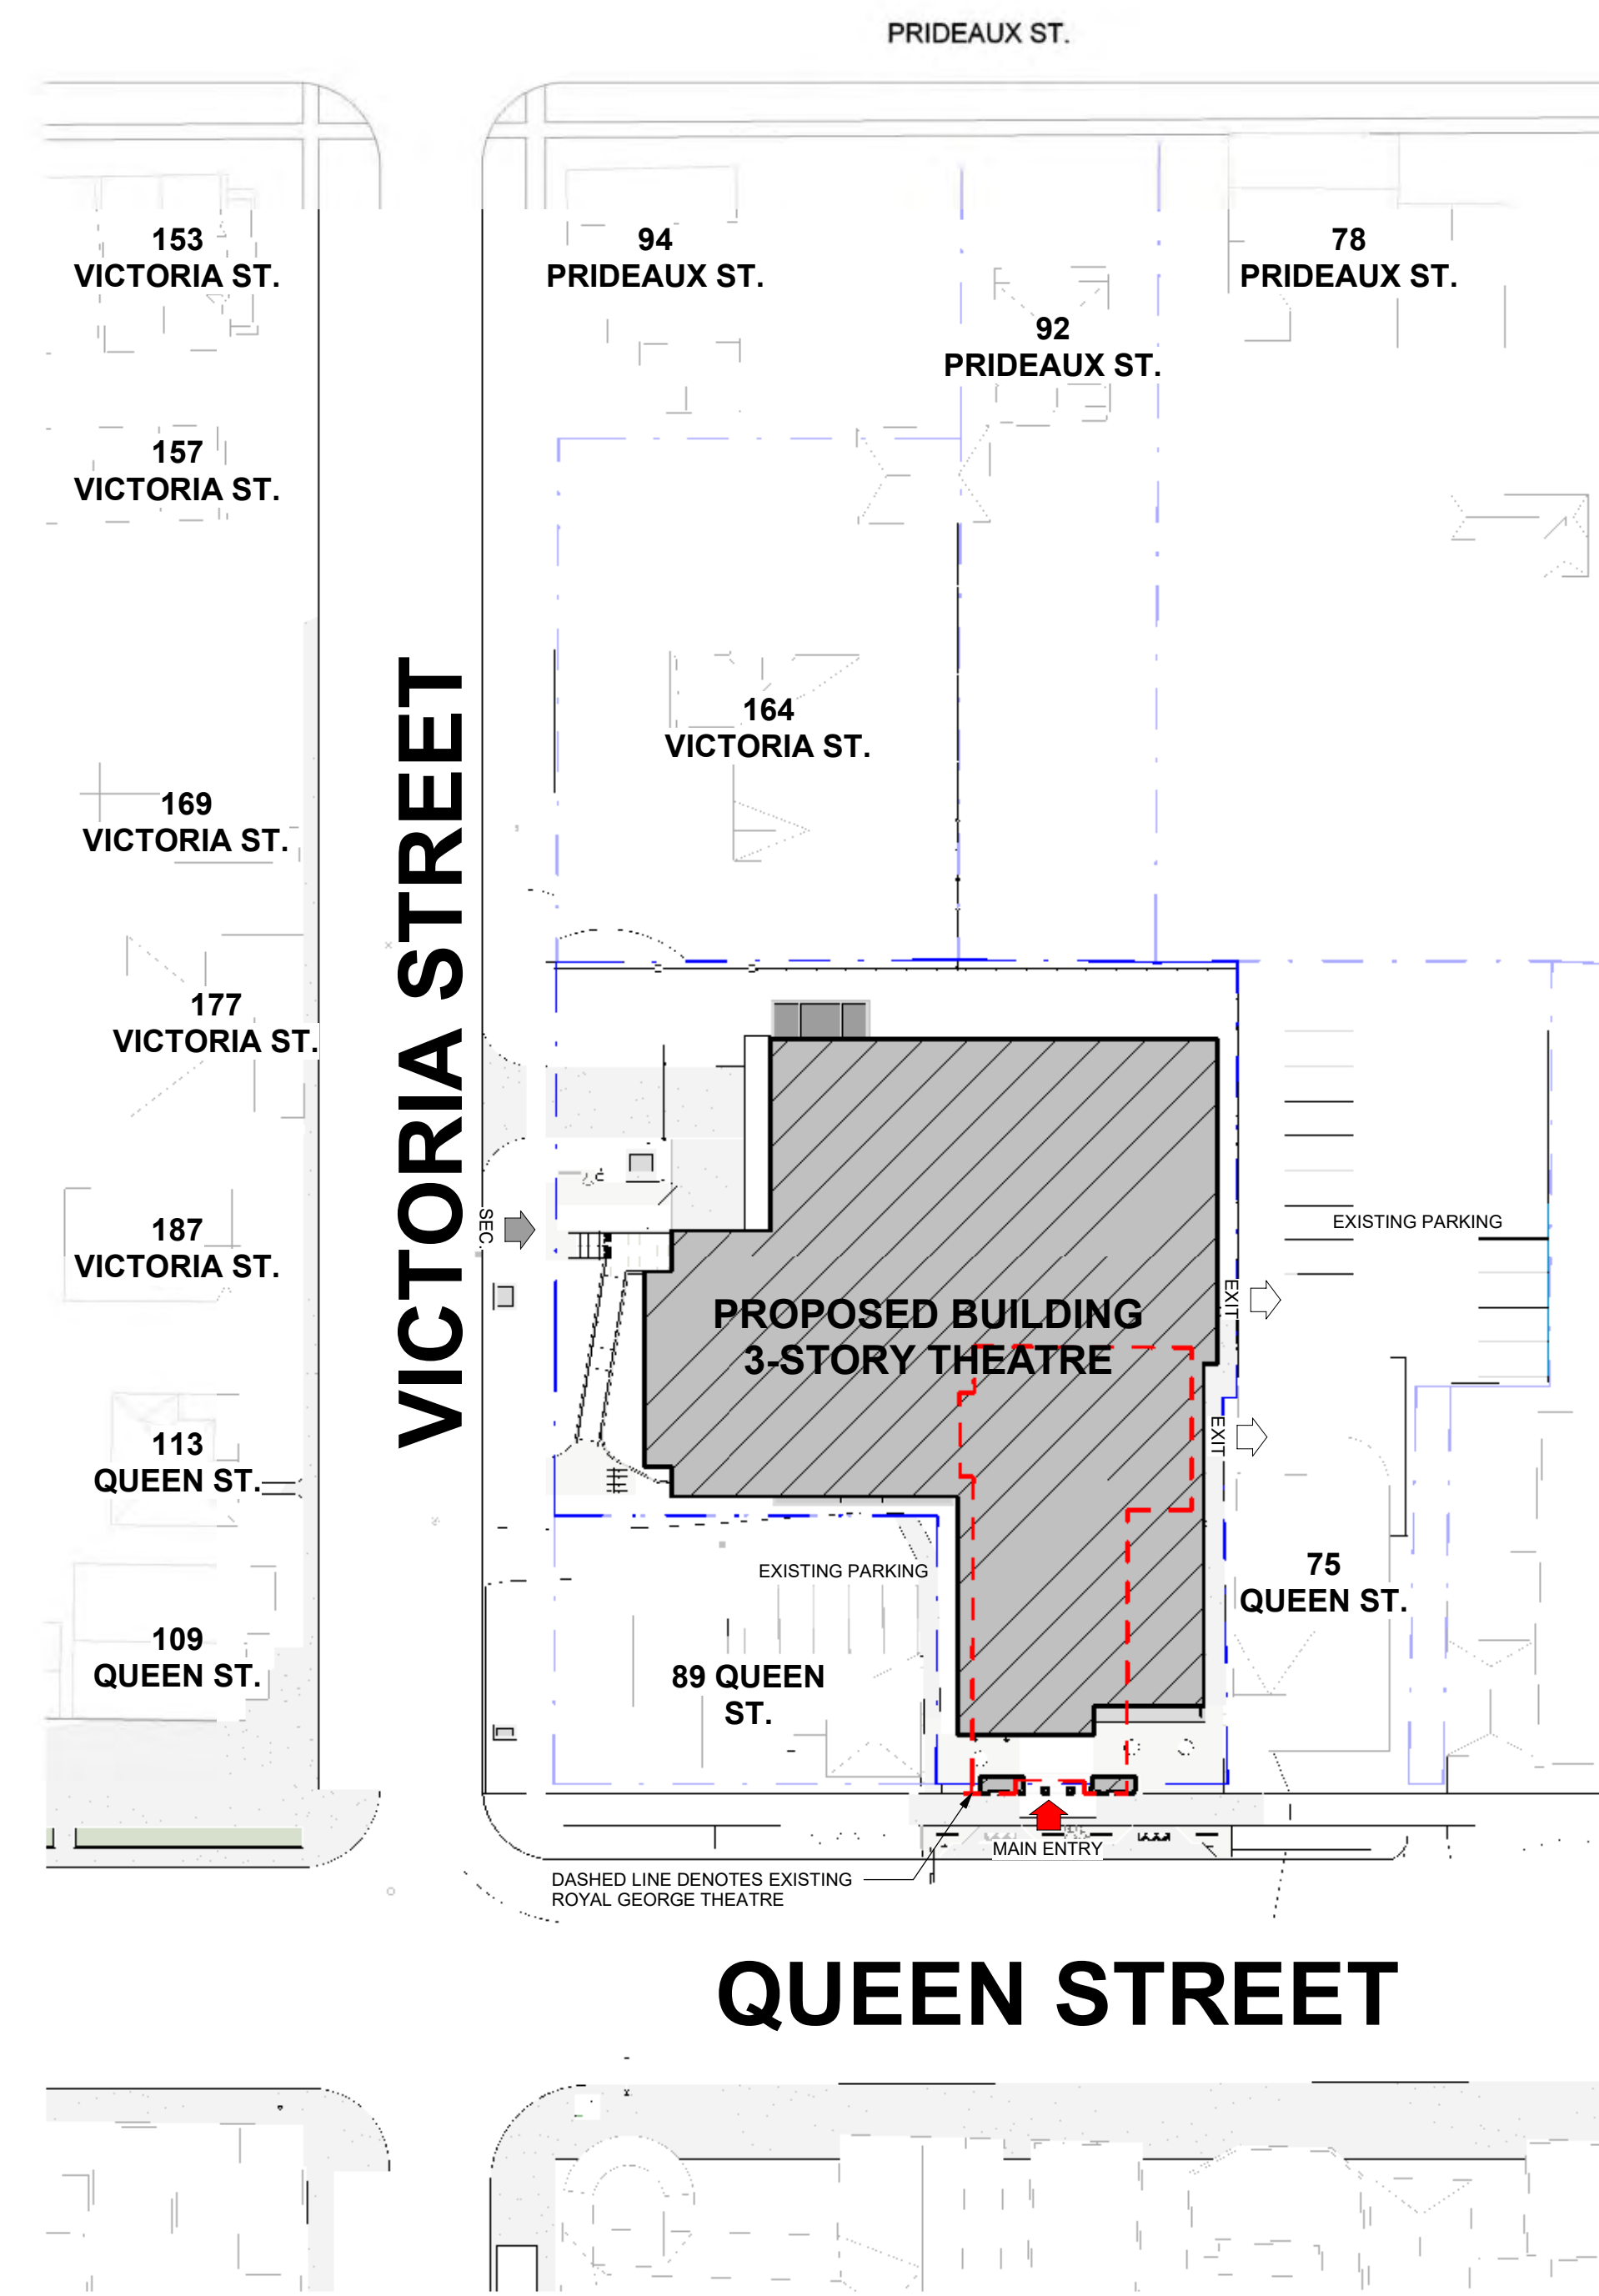 PRIDEAUX ST.
153
VICTORIA ST.
94
PRIDEAUX ST.
78
PRIDEAUX ST.
92
PRIDEAUX ST.
157
VICTORIA ST.
164
VICTORIA ST.
169
VICTORIA ST.
177
VICTORIA ST.
VICTORIA STREET
187
VICTORIA ST.
SEC.
EXISTING PARKING
EXIT
PROPOSED BUILDING
3-STORY THEATRE
EXIT
113
QUEEN ST.
EXISTING PARKING
75
QUEEN ST.
109
QUEEN ST.
89 QUEEN
ST.
MAIN ENTRY
DASHED LINE DENOTES EXISTING
ROYAL GEORGE THEATRE
QUEEN STREET